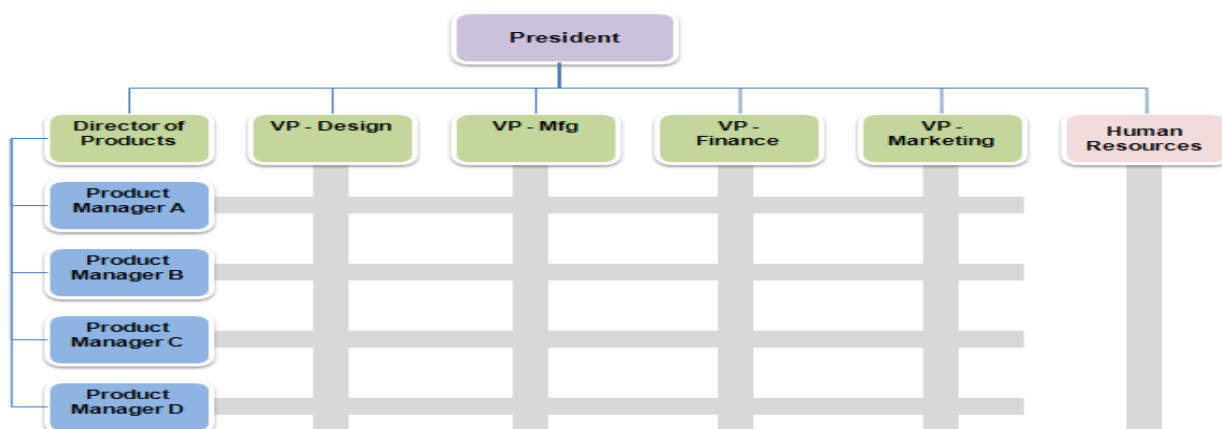 President
Director of
Products
VP - Design
VP - Mfg
VP -
Finance
VP -
Marketing
Human
Resources
Product
Manager A
Product
Manager B
Product
Manager C
Product
Manager D